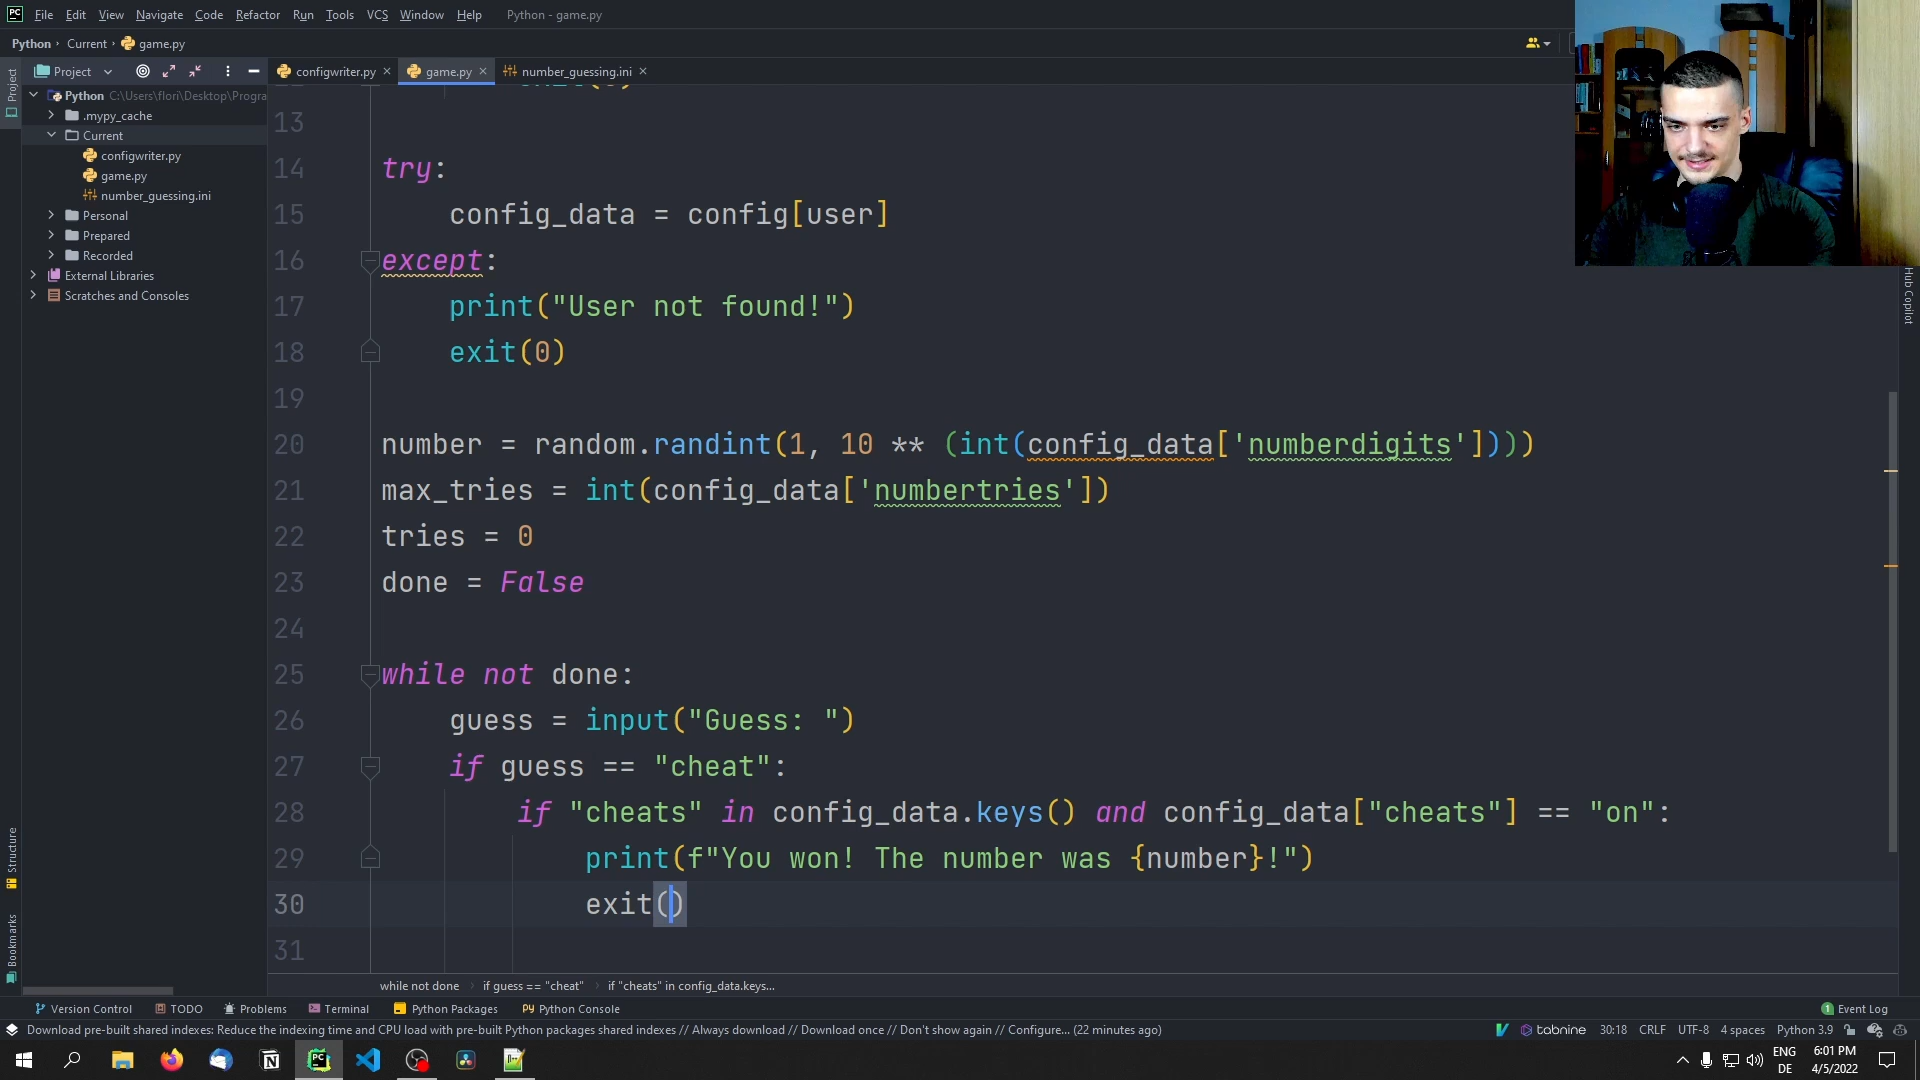 PC File Edit View Navigate Code Refactor Run Tools VCS Window Help Python - game.py
Python › Current › game.py
Project
configwriter.py
game.py
number_guessing.ini
Python C:\Users\flori\Desktop\Progra
.mypy_cache
Current
configwriter.py
game.py
number_guessing.ini
Personal
Prepared
Recorded
External Libraries
Scratches and Consoles
Project
Structure
Bookmarks
Hub Copilot
13
14 try:
15 config_data = config[user]
16 except:
17 print("User not found!")
18 exit(0)
19
20 number = random.randint(1, 10 ** (int(config_data['numberdigits'])))
21 max_tries = int(config_data['numbertries'])
22 tries = 0
23 done = False
24
25 while not done:
26 guess = input("Guess: ")
27 if guess == "cheat":
28 if "cheats" in config_data.keys() and config_data["cheats"] == "on":
29 print(f"You won! The number was {number}!")
30 exit()
31
while not done › if guess == "cheat" › if "cheats" in config_data.keys...
Version Control TODO Problems Terminal Python Packages Python Console 1 Event Log
Download pre-built shared indexes: Reduce the indexing time and CPU load with pre-built Python packages shared indexes // Always download // Download once // Don't show again // Configure... (22 minutes ago) tabnine 30:18 CRLF UTF-8 4 spaces Python 3.9
ENG 6:01 PM
DE 4/5/2022